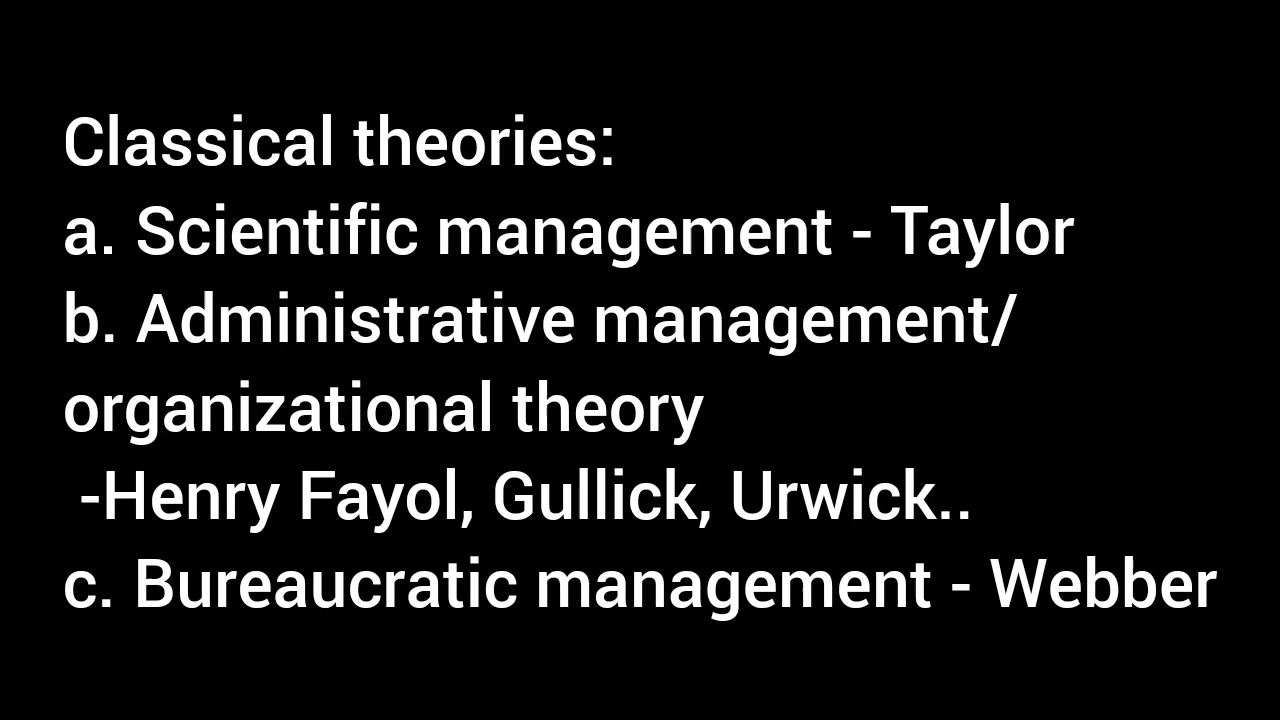 Classical theories:
a. Scientific management - Taylor
b. Administrative management/
organizational theory
-Henry Fayol, Gullick, Urwick..
c. Bureaucratic management - Webber